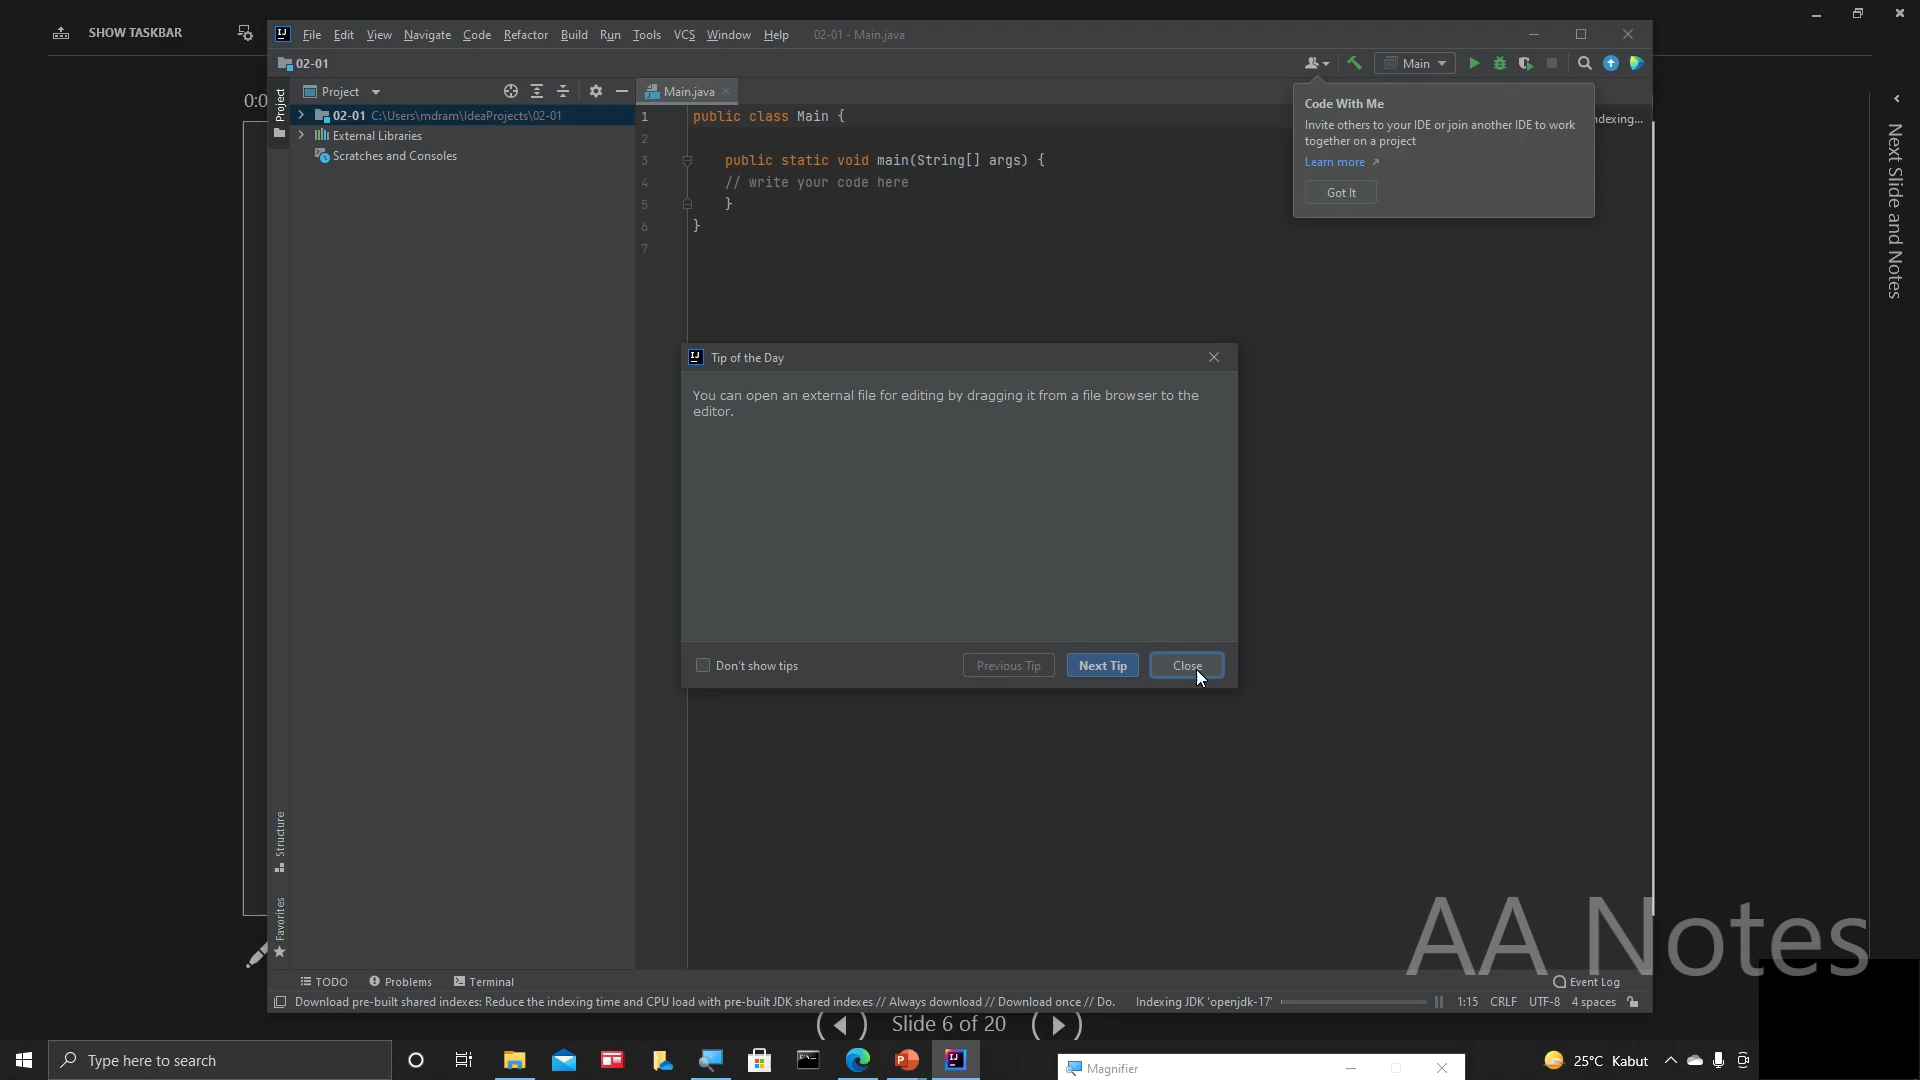 SHOW TASKBAR
File Edit View Navigate Code Refactor Build Run Tools VCS Window Help 02-01 - Main.java
02-01
Main
Project
Main.java
0:0
Project
02-01 C:\Users\mdram\IdeaProjects\02-01
External Libraries
Scratches and Consoles
1 public class Main {
2
3 public static void main(String[] args) {
4 // write your code here
5 }
6 }
7
Code With Me
Invite others to your IDE or join another IDE to work
together on a project
Learn more
Got It
ndexing...
Next Slide and Notes
Tip of the Day
You can open an external file for editing by dragging it from a file browser to the
editor.
Don't show tips
Previous Tip
Next Tip
Close
Structure
Favorites
AA Notes
TODO
Problems
Terminal
Event Log
Download pre-built shared indexes: Reduce the indexing time and CPU load with pre-built JDK shared indexes // Always download // Download once // Do. Indexing JDK 'openjdk-17' 1:15 CRLF UTF-8 4 spaces
Slide 6 of 20
Type here to search
Magnifier
25°C Kabut